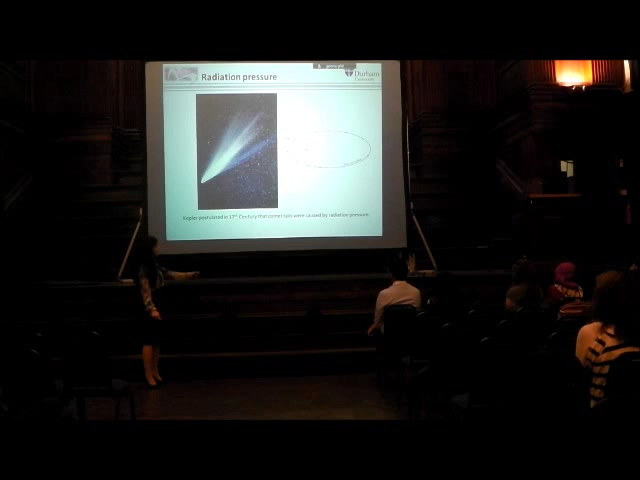 Radiation pressure
Durham
University
Kepler postulated in 17th Century that comet tails were caused by radiation pressure